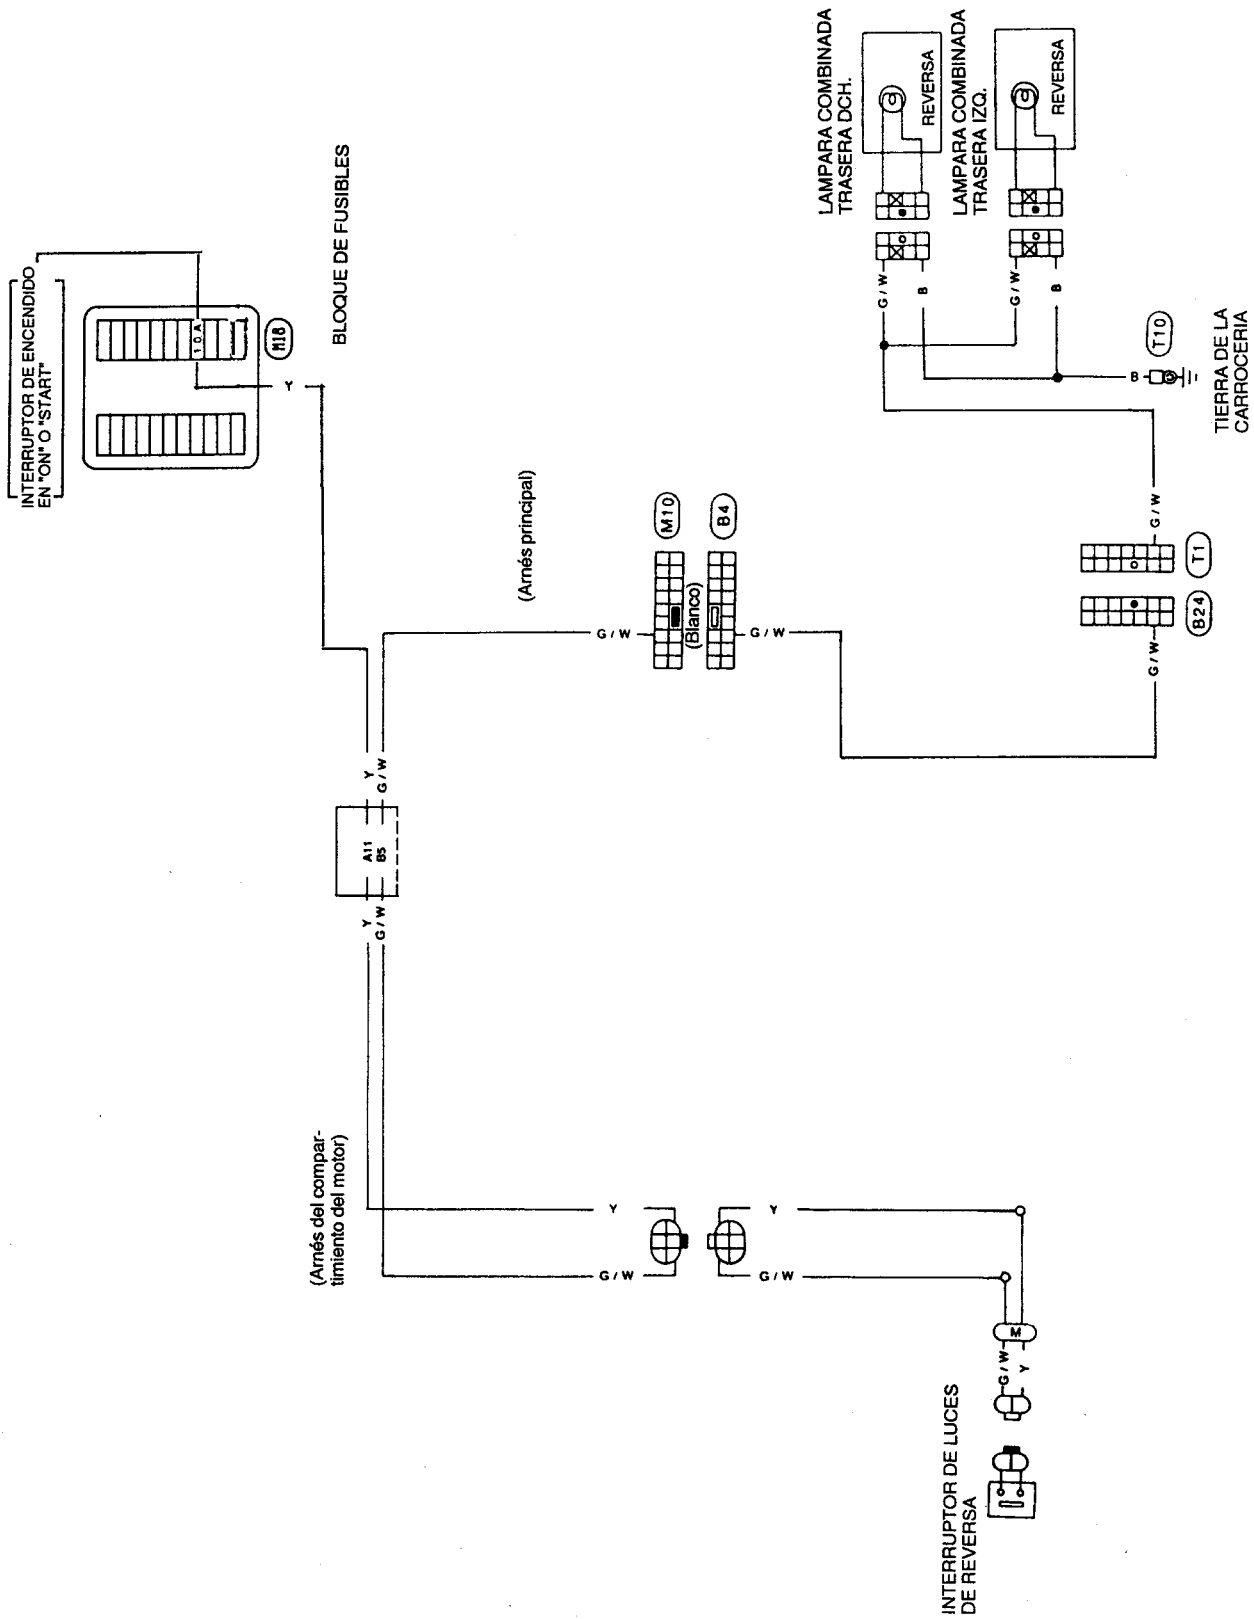 INTERRUPTOR DE ENCENDIDO
EN "ON" O "START"
10A
M18
BLOQUE DE FUSIBLES
Y
LAMPARA COMBINADA
TRASERA DCH.
REVERSA
LAMPARA COMBINADA
TRASERA IZQ.
REVERSA
G/W
B
G/W
B
B
T10
TIERRA DE LA
CARROCERIA
(Arnés principal)
M10
B4
(Blanco)
G/W
G/W
G/W
T1
B24
G/W
Y
G/W
A11
B5
Y
G/W
(Arnés del compar-
timiento del motor)
Y
Y
G/W
G/W
M
G/W
Y
INTERRUPTOR DE LUCES
DE REVERSA